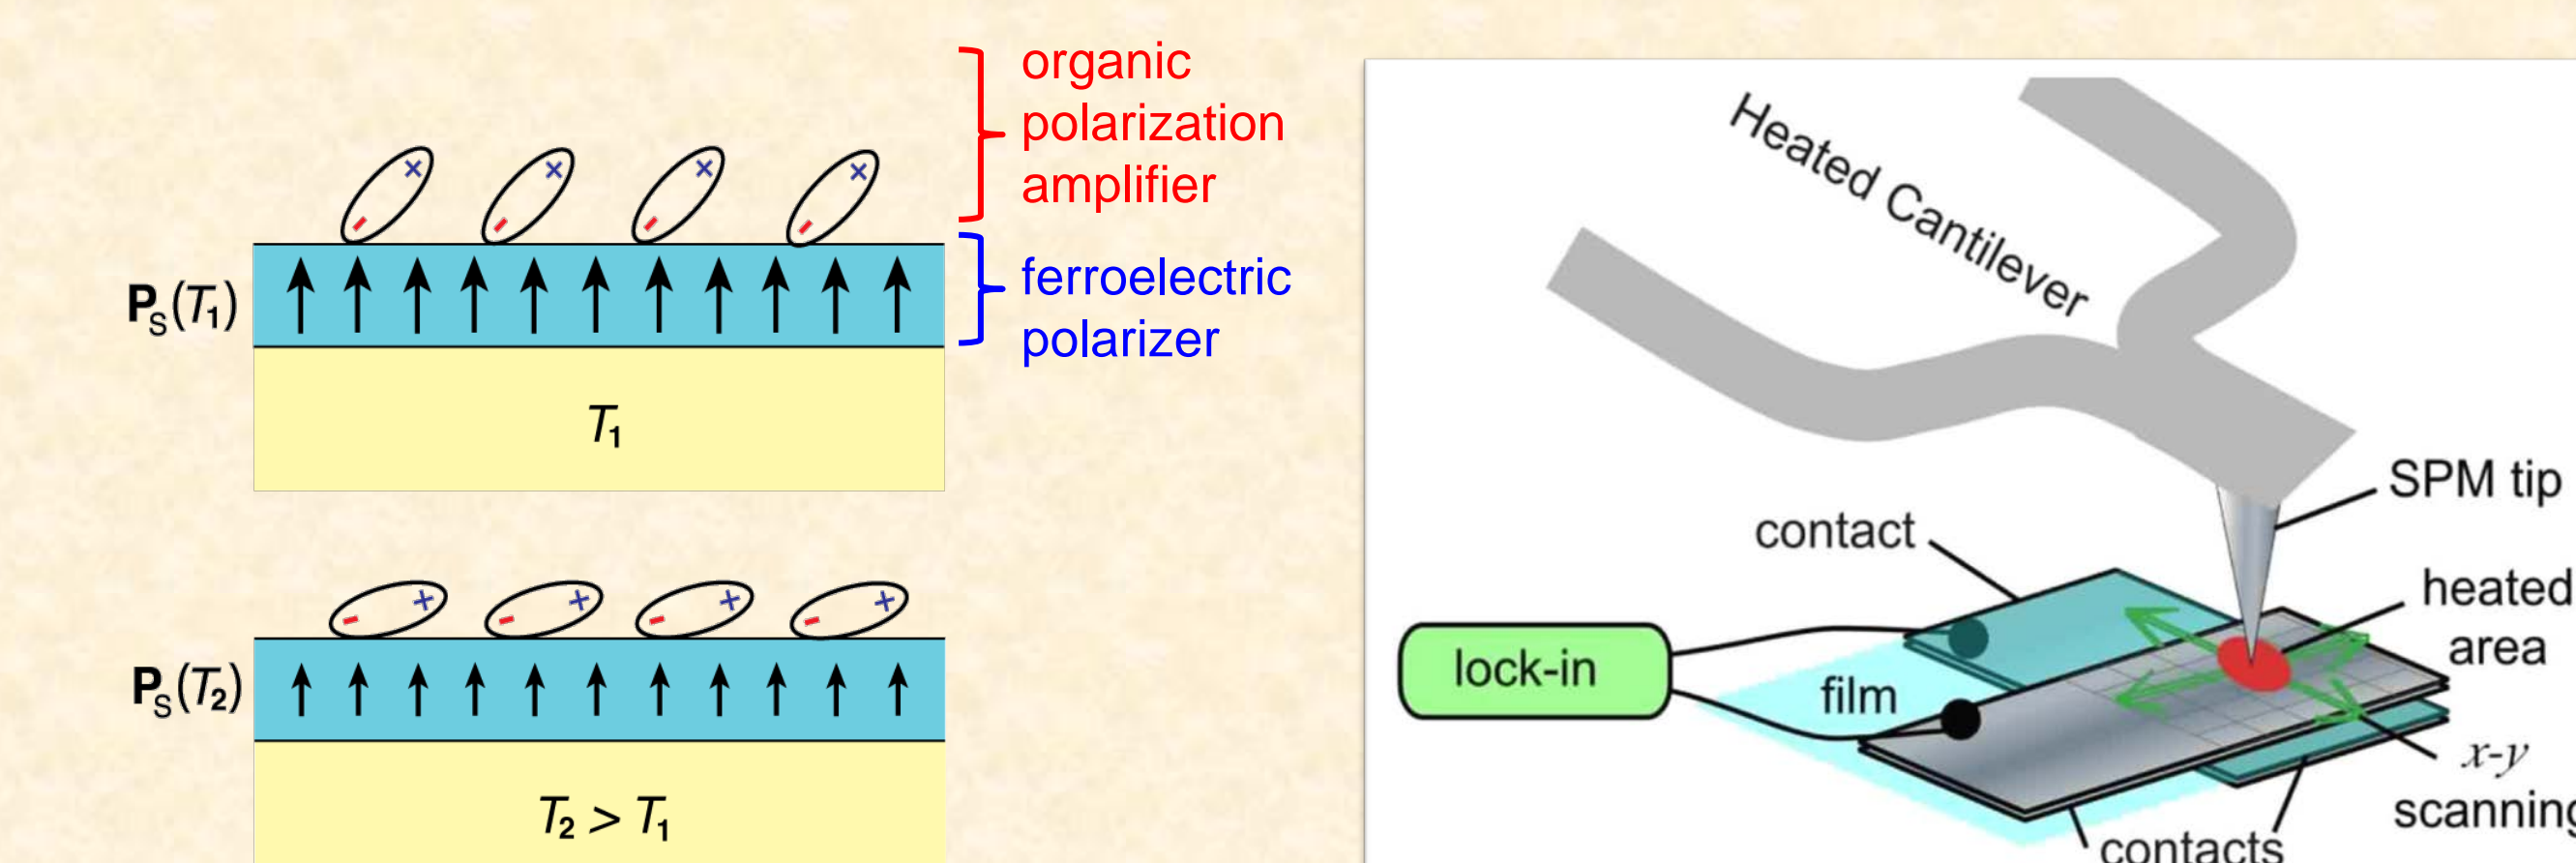 organic
polarization
amplifier
ferroelectric
polarizer
P_S(T_1)
T_1
P_S(T_2)
T_2 > T_1
Heated Cantilever
SPM tip
contact
heated
area
lock-in
film
x-y
scanning
contacts